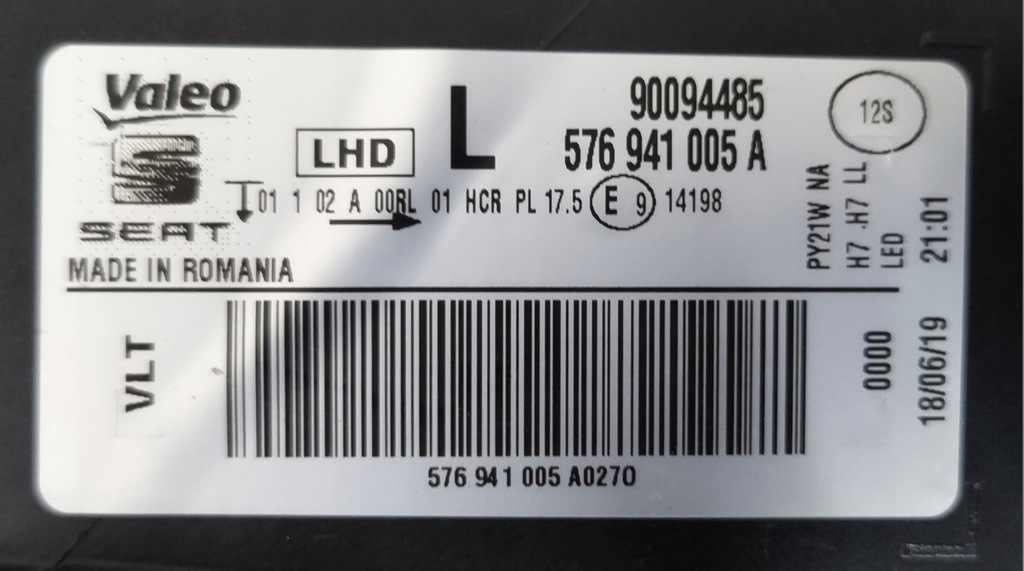 Valeo
SEAT
LHD
L
90094485
576 941 005 A
12S
01 1 02 A 00RL 01 HCR PL 17.5 E 9 14198
MADE IN ROMANIA
PY21W NA
H7 .H7 LL
LED
21:01
VLT
0000
18/06/19
576 941 005 A0270